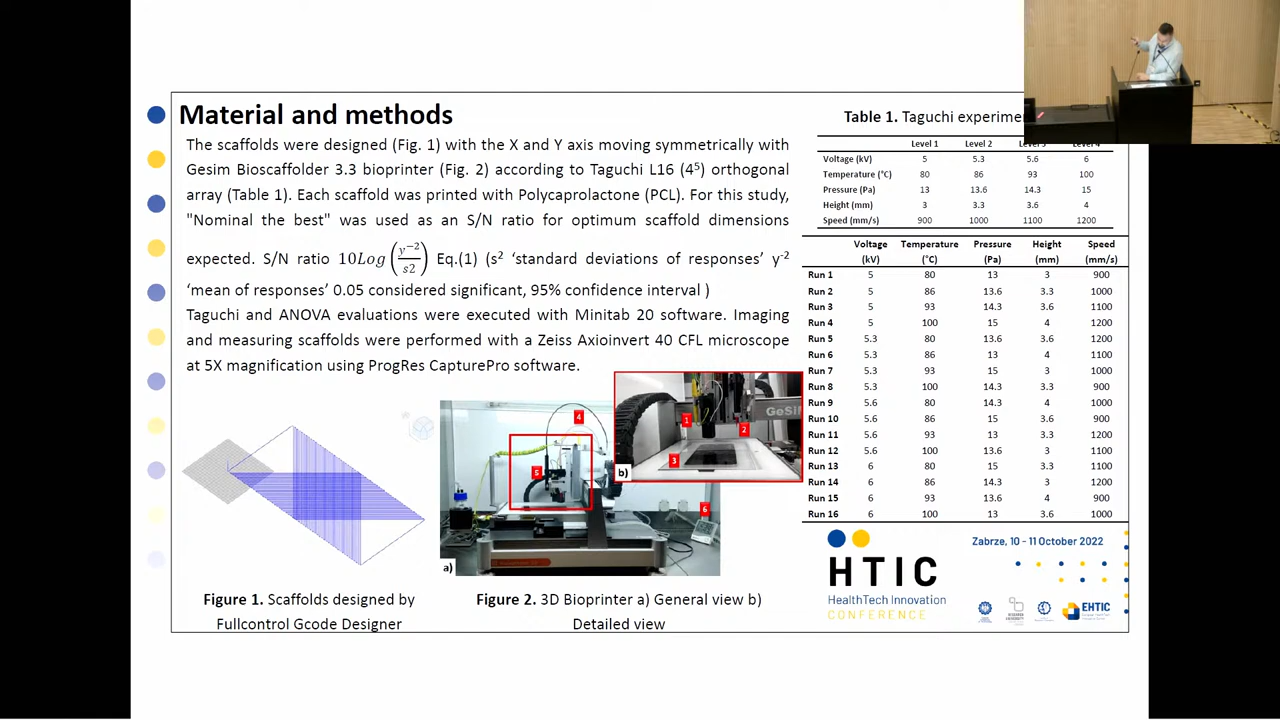 Material and methods
The scaffolds were designed (Fig. 1) with the X and Y axis moving symmetrically with
Gesim Bioscaffolder 3.3 bioprinter (Fig. 2) according to Taguchi L16 (4⁵) orthogonal
array (Table 1). Each scaffold was printed with Polycaprolactone (PCL). For this study,
"Nominal the best" was used as an S/N ratio for optimum scaffold dimensions
expected. S/N ratio 10Log(y⁻²/s2) Eq.(1) (s² ‘standard deviations of responses’ y⁻²
‘mean of responses’ 0.05 considered significant, 95% confidence interval )
Taguchi and ANOVA evaluations were executed with Minitab 20 software. Imaging
and measuring scaffolds were performed with a Zeiss Axioinvert 40 CFL microscope
at 5X magnification using ProgRes CapturePro software.
Figure 1. Scaffolds designed by
Fullcontrol Gcode Designer
4
5
6
a)
1
2
3
GeSiM
b)
Figure 2. 3D Bioprinter a) General view b)
Detailed view
Table 1. Taguchi experime
Level 1 Level 2 Level 3 Level 4
Voltage (kV) 5 5.3 5.6 6
Temperature (°C) 80 86 93 100
Pressure (Pa) 13 13.6 14.3 15
Height (mm) 3 3.3 3.6 4
Speed (mm/s) 900 1000 1100 1200
Voltage Temperature Pressure Height Speed
(kV) (°C) (Pa) (mm) (mm/s)
Run 1 5 80 13 3 900
Run 2 5 86 13.6 3.3 1000
Run 3 5 93 14.3 3.6 1100
Run 4 5 100 15 4 1200
Run 5 5.3 80 13.6 3.6 1200
Run 6 5.3 86 13 4 1100
Run 7 5.3 93 15 3 1000
Run 8 5.3 100 14.3 3.3 900
Run 9 5.6 80 14.3 4 1000
Run 10 5.6 86 15 3.6 900
Run 11 5.6 93 13 3.3 1200
Run 12 5.6 100 13.6 3 1100
Run 13 6 80 15 3.3 1100
Run 14 6 86 14.3 3 1200
Run 15 6 93 13.6 4 900
Run 16 6 100 13 3.6 1000
HTIC
HealthTech Innovation
CONFERENCE
Zabrze, 10 - 11 October 2022
EHTIC